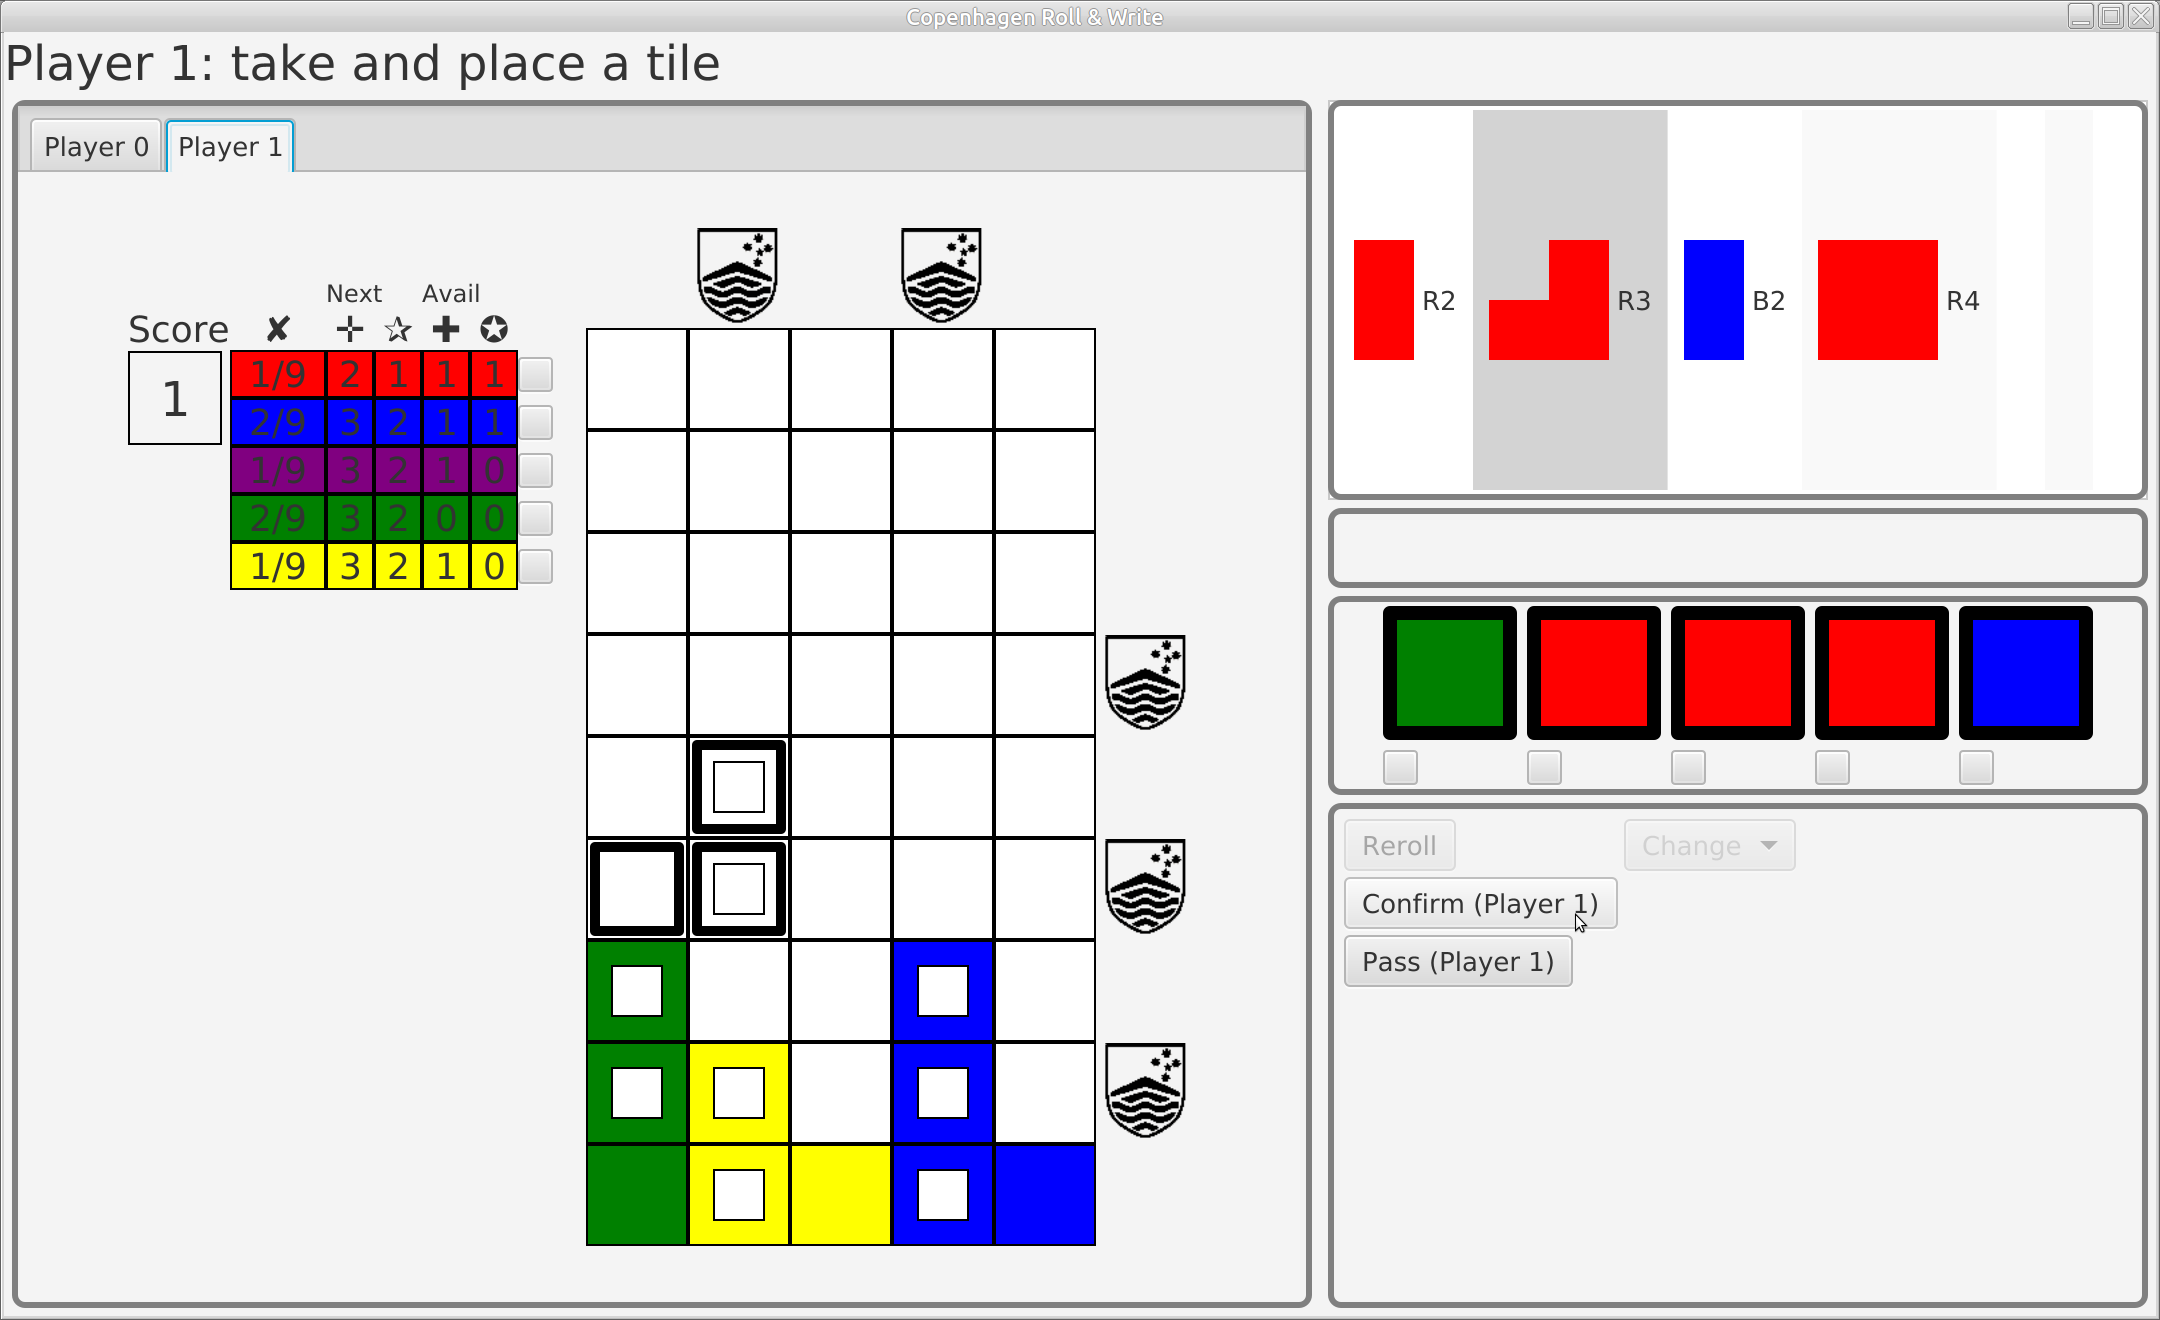 Copenhagen Roll & Write
Player 1: take and place a tile
Player 0
Player 1
Next Avail
Score ✘ ✛ ☆ ✚ ✪
1
1/9 2 1 1 1
2/9 3 2 1 1
1/9 3 2 1 0
2/9 3 2 0 0
1/9 3 2 1 0
R2
R3
B2
R4
Reroll
Change
Confirm (Player 1)
Pass (Player 1)